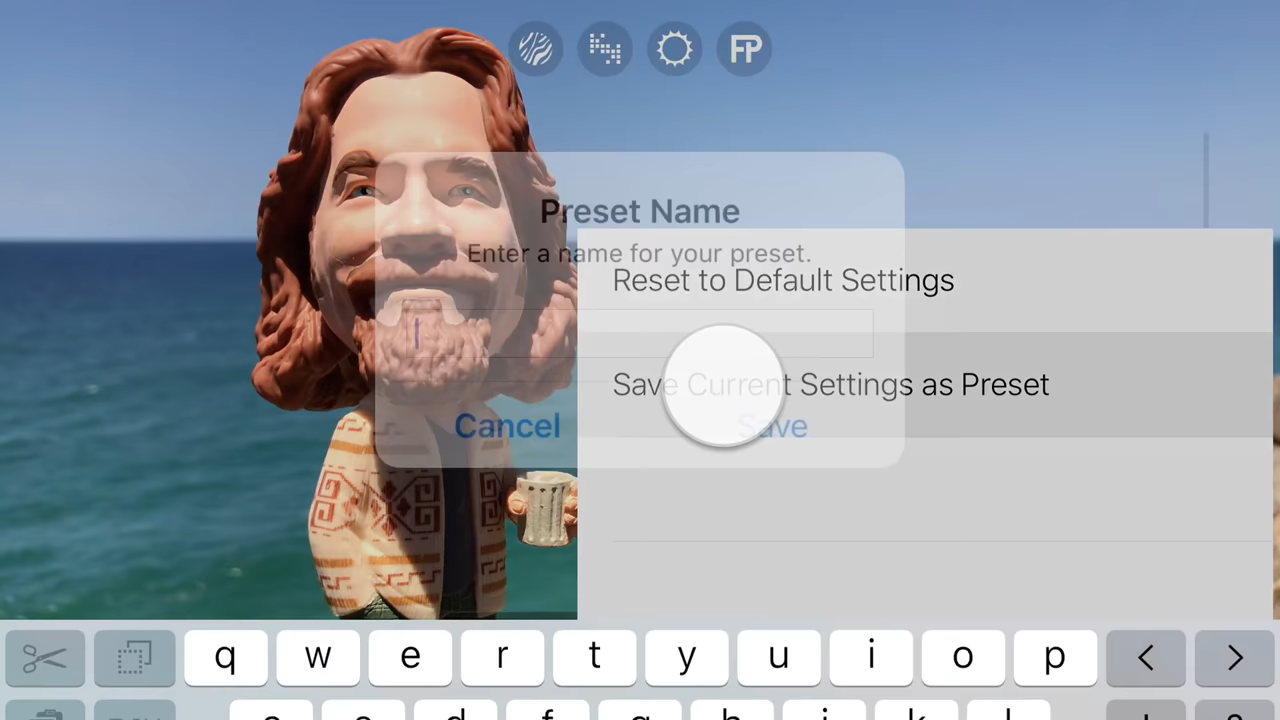 FP
Preset Name
Enter a name for your preset.
Reset to Default Settings
Save Current Settings as Preset
Cancel
Save
q w e r t y u i o p < >